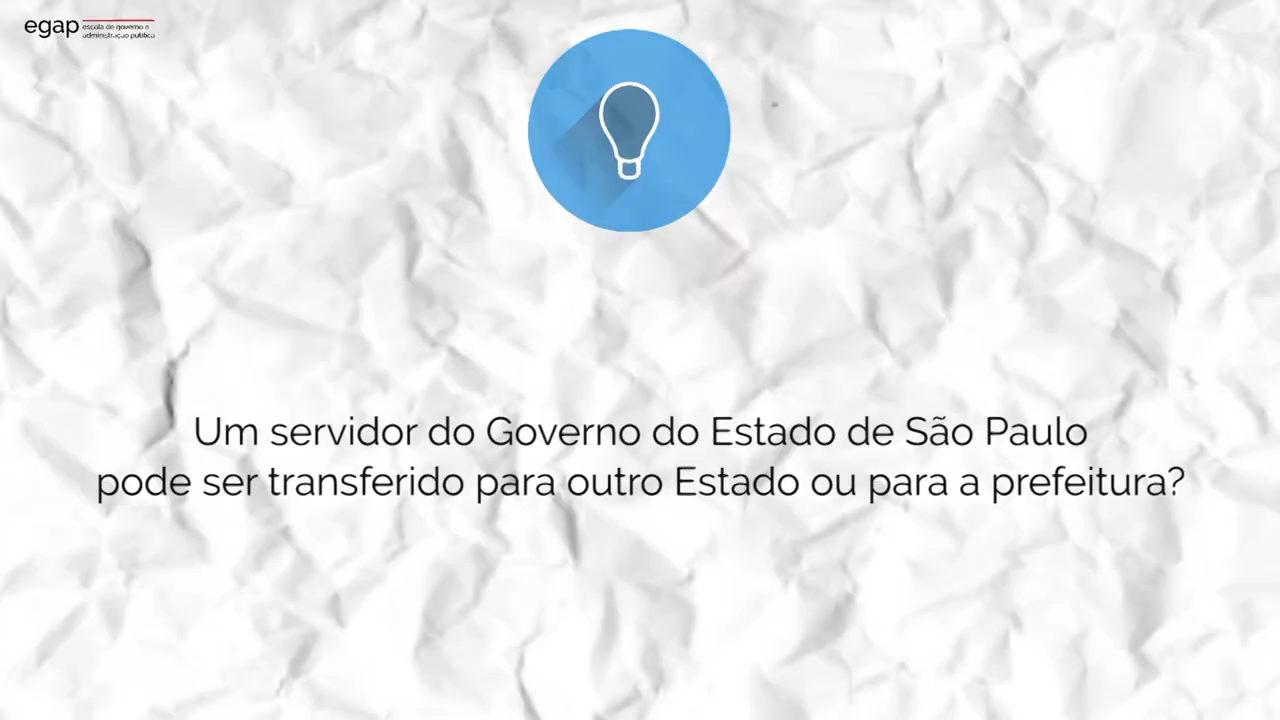 egap
escola de governo e
administração pública
Um servidor do Governo do Estado de São Paulo
pode ser transferido para outro Estado ou para a prefeitura?